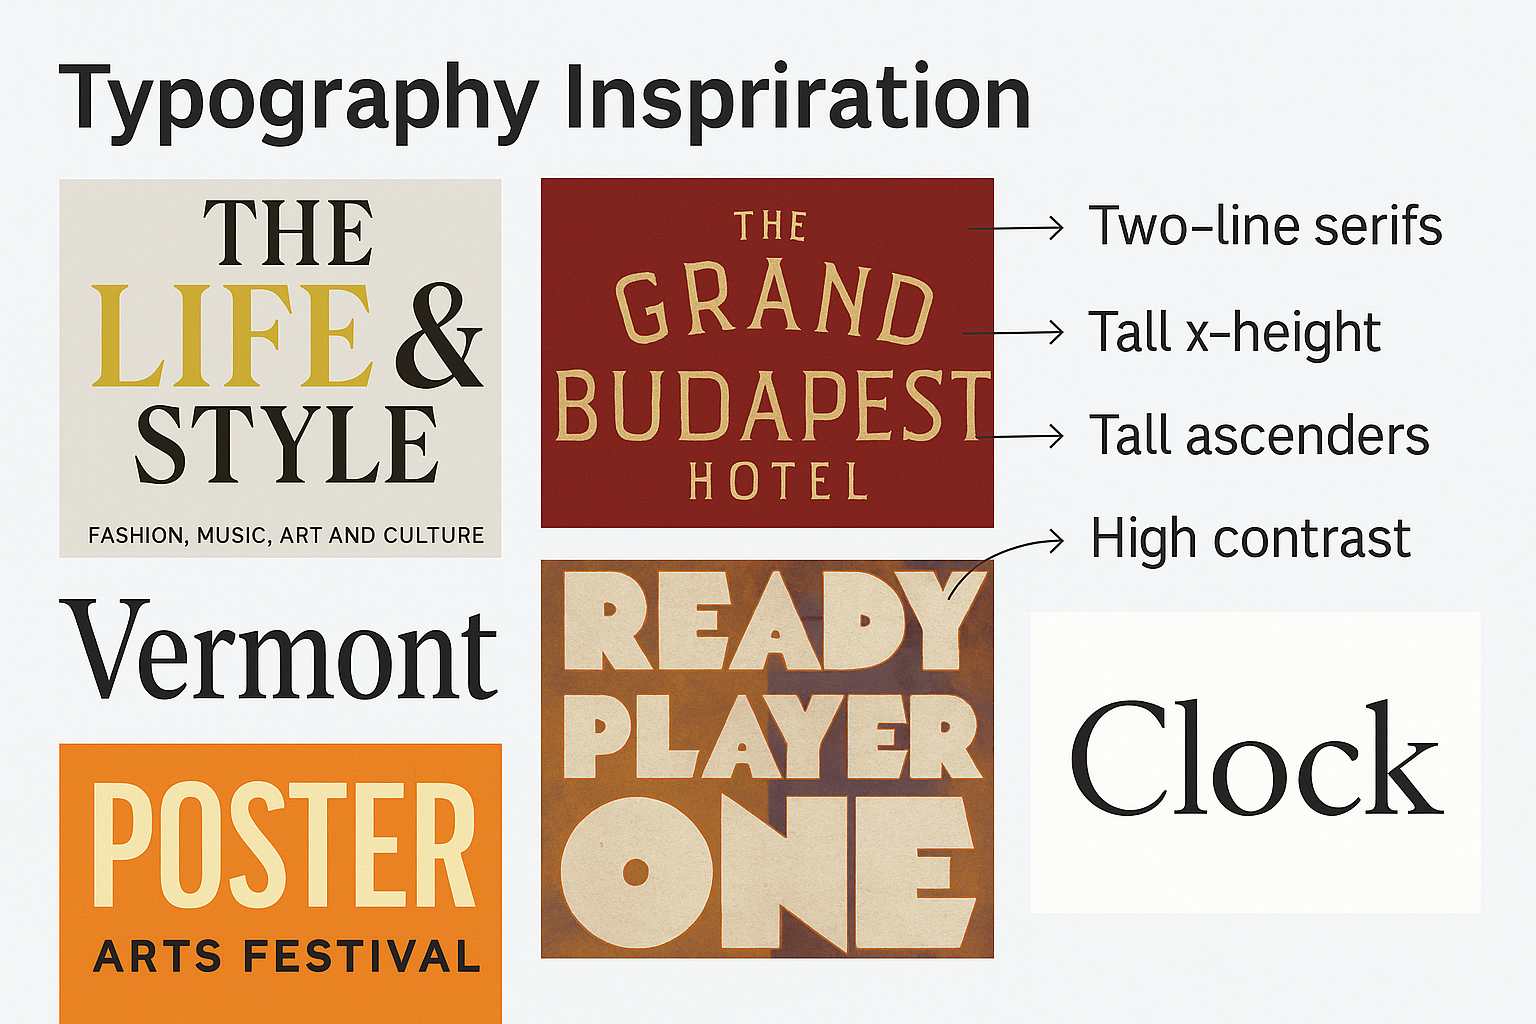 Typography Inspriration
THE
LIFE &
STYLE
FASHION, MUSIC, ART AND CULTURE
Vermont
POSTER
ARTS FESTIVAL
THE
GRAND
BUDAPEST
HOTEL
READY
PLAYER
ONE
Two-line serifs
Tall x-height
Tall ascenders
High contrast
Clock